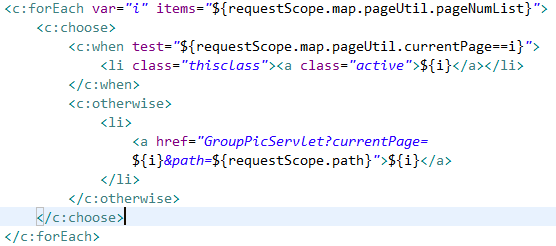 <c:forEach var="i" items="${requestScope.map.pageUtil.pageNumList}">
<c:choose>
<c:when test="${requestScope.map.pageUtil.currentPage==i}">
<li class="thisclass"><a class="active">${i}</a></li>
</c:when>
<c:otherwise>
<li>
<a href="GroupPicServlet?currentPage=
${i}&path=${requestScope.path}">${i}</a>
</li>
</c:otherwise>
</c:choose>
</c:forEach>